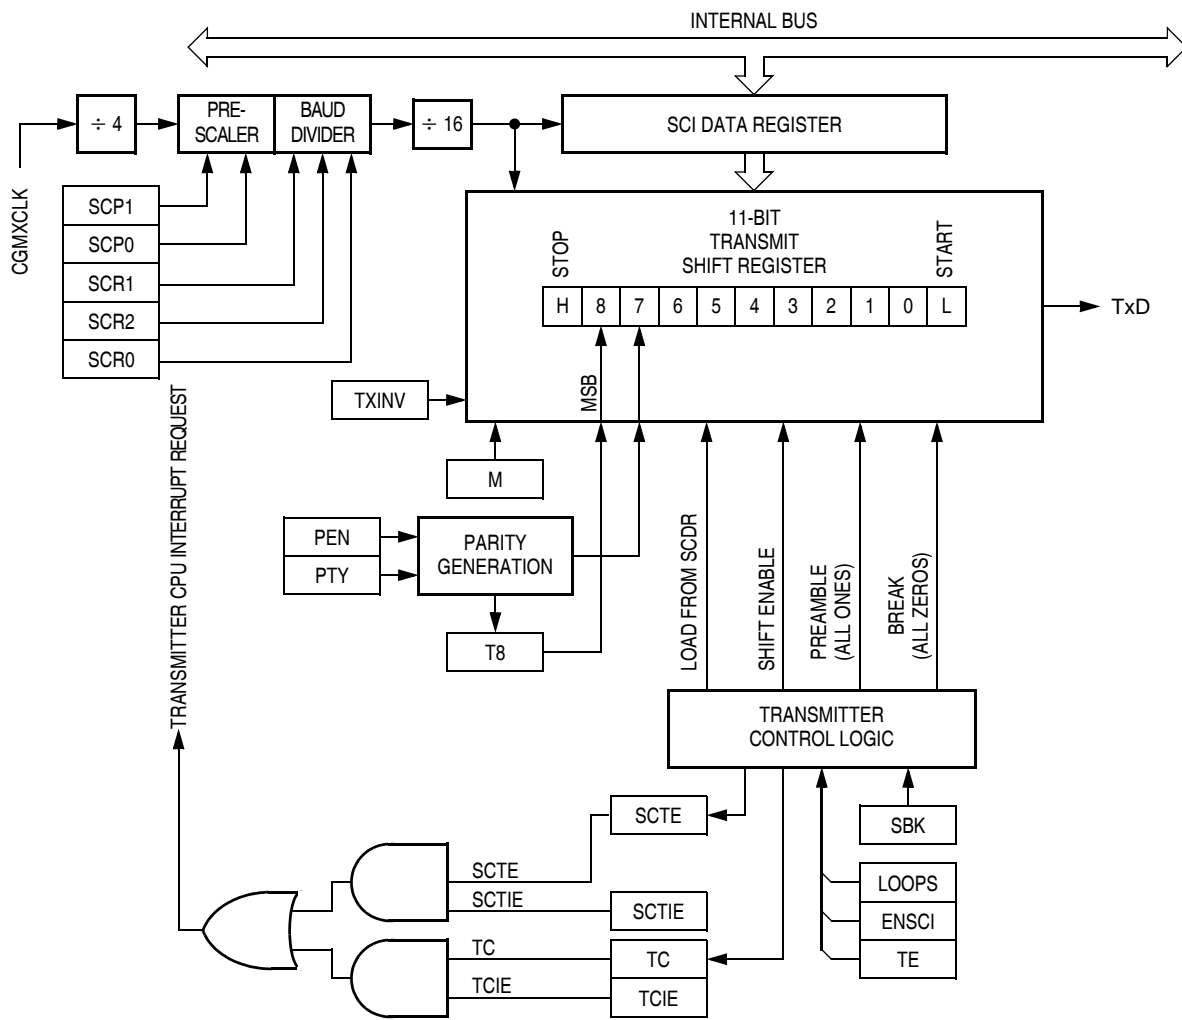 INTERNAL BUS
÷ 4
PRE-
SCALER
BAUD
DIVIDER
÷ 16
SCI DATA REGISTER
CGMXCLK
SCP1
SCP0
SCR1
SCR2
SCR0
11-BIT
TRANSMIT
SHIFT REGISTER
STOP
START
H 8 7 6 5 4 3 2 1 0 L
TxD
MSB
TXINV
M
PEN
PTY
PARITY
GENERATION
T8
TRANSMITTER CPU INTERRUPT REQUEST
LOAD FROM SCDR
SHIFT ENABLE
PREAMBLE
(ALL ONES)
BREAK
(ALL ZEROS)
TRANSMITTER
CONTROL LOGIC
SCTE
SBK
SCTE
LOOPS
SCTIE
SCTIE
ENSCI
TC
TC
TE
TCIE
TCIE